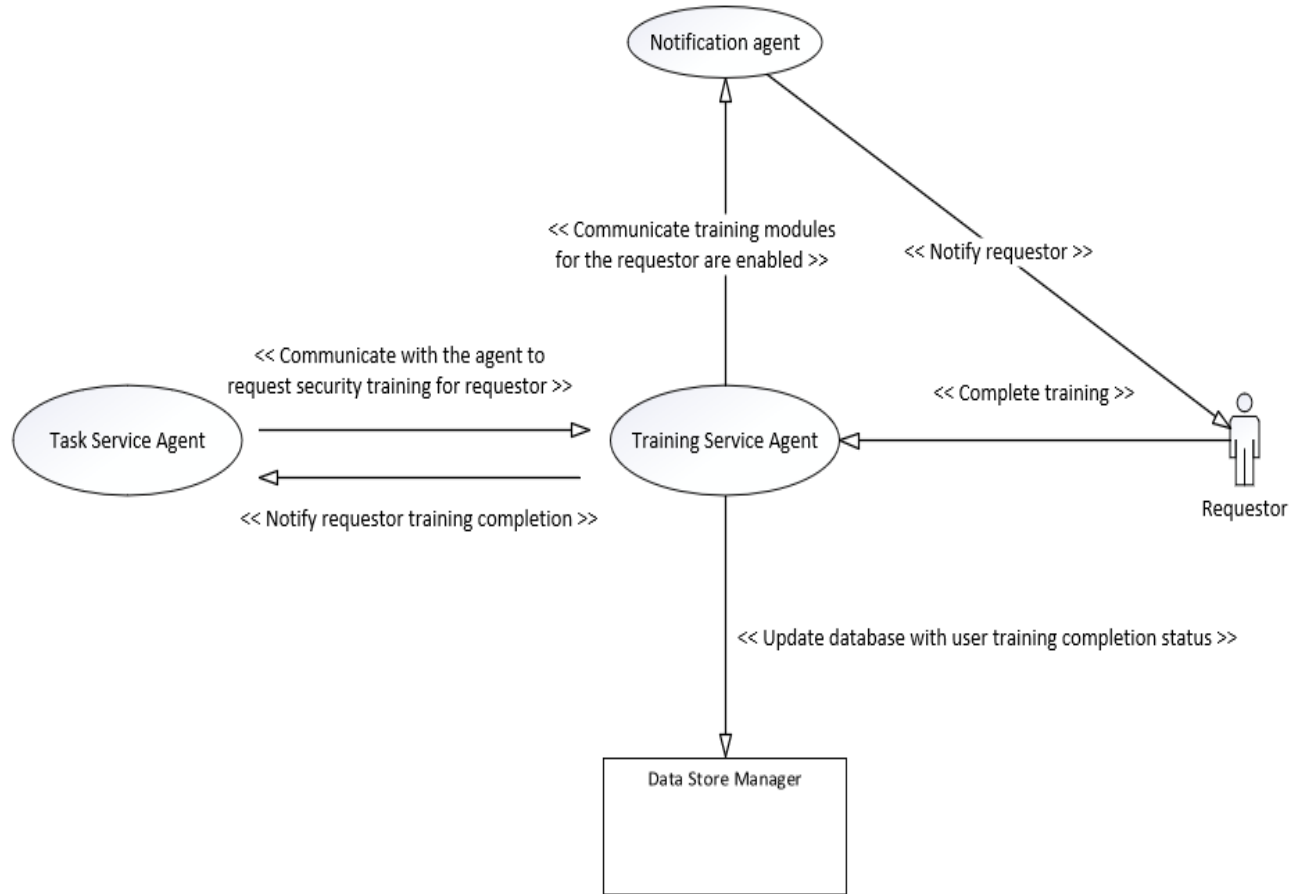 Notification agent
<< Communicate training modules
for the requestor are enabled >>
<< Notify requestor >>
<< Communicate with the agent to
request security training for requestor >>
<< Complete training >>
Task Service Agent
Training Service Agent
Requestor
<< Notify requestor training completion >>
<< Update database with user training completion status >>
Data Store Manager